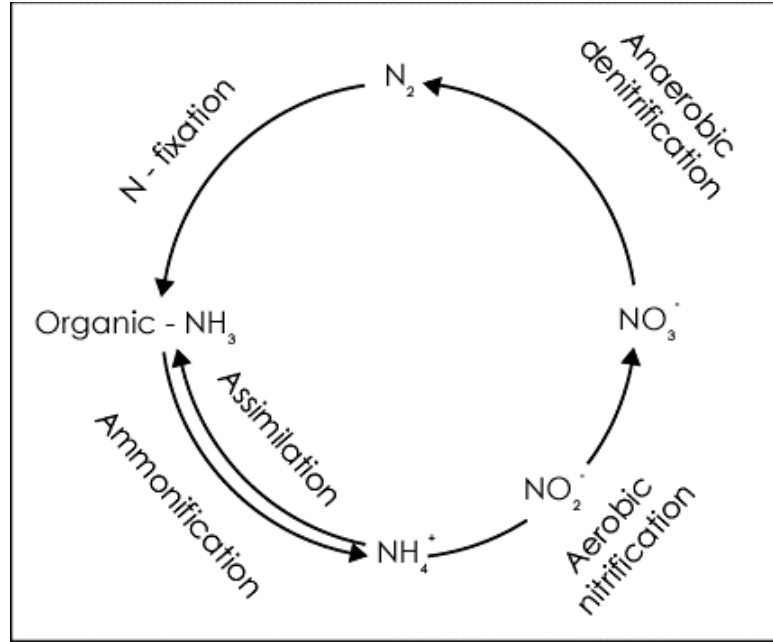 N₂
Anaerobic
denitrification
N - fixation
Organic - NH₃
NO₃⁻
Assimilation
Ammonification
NO₂⁻
Aerobic
nitrification
NH₄⁺